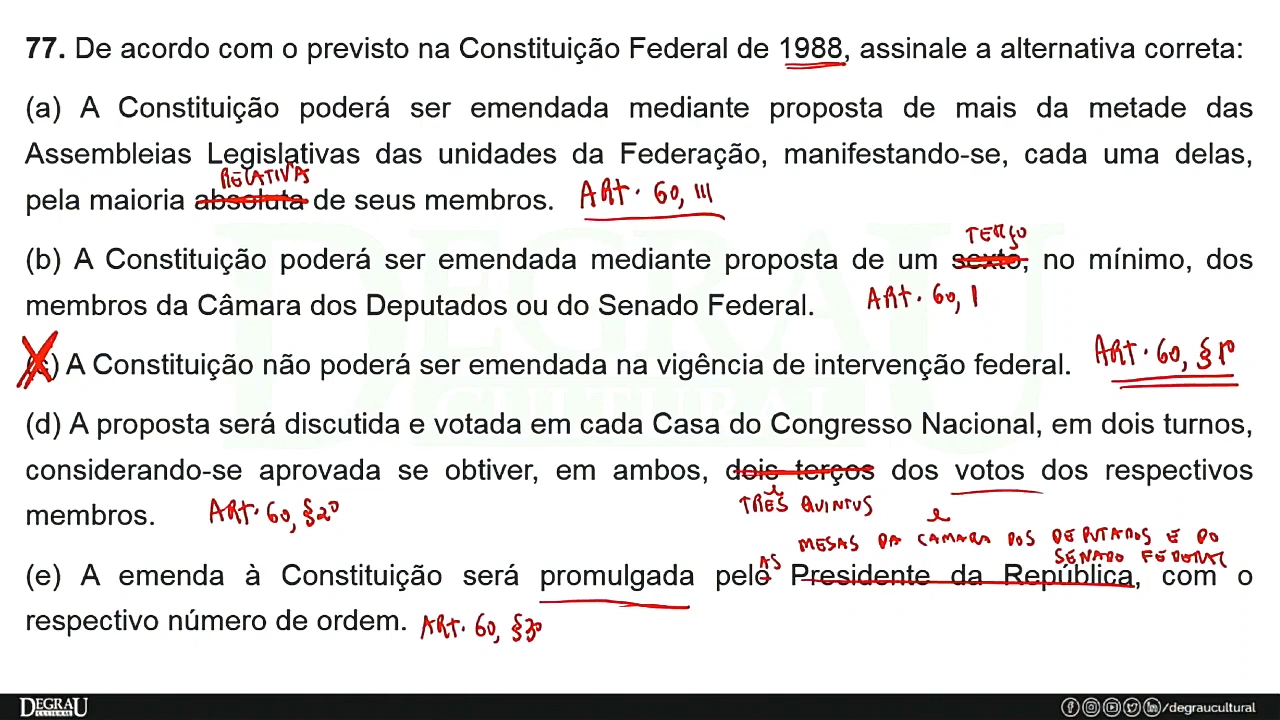 77. De acordo com o previsto na Constituição Federal de 1988, assinale a alternativa correta:
(a) A Constituição poderá ser emendada mediante proposta de mais da metade das
Assembleias Legislativas das unidades da Federação, manifestando-se, cada uma delas,
RELATIVA
pela maioria absoluta de seus membros. ART. 60, III
TERÇO
(b) A Constituição poderá ser emendada mediante proposta de um sexto, no mínimo, dos
membros da Câmara dos Deputados ou do Senado Federal. ART. 60, I
(c) A Constituição não poderá ser emendada na vigência de intervenção federal. ART. 60, §1º
(d) A proposta será discutida e votada em cada Casa do Congresso Nacional, em dois turnos,
considerando-se aprovada se obtiver, em ambos, dois terços dos votos dos respectivos
TRÊS QUINTOS
membros. ART. 60, §2º
MESAS DA CÂMARA DOS DEPUTADOS E DO
SENADO FEDERAL
AS
(e) A emenda à Constituição será promulgada pelo Presidente da República, com o
respectivo número de ordem. ART. 60, §3º
DEGRAU
CULTURAL
DEGRAU CULTURAL
/degraucultural